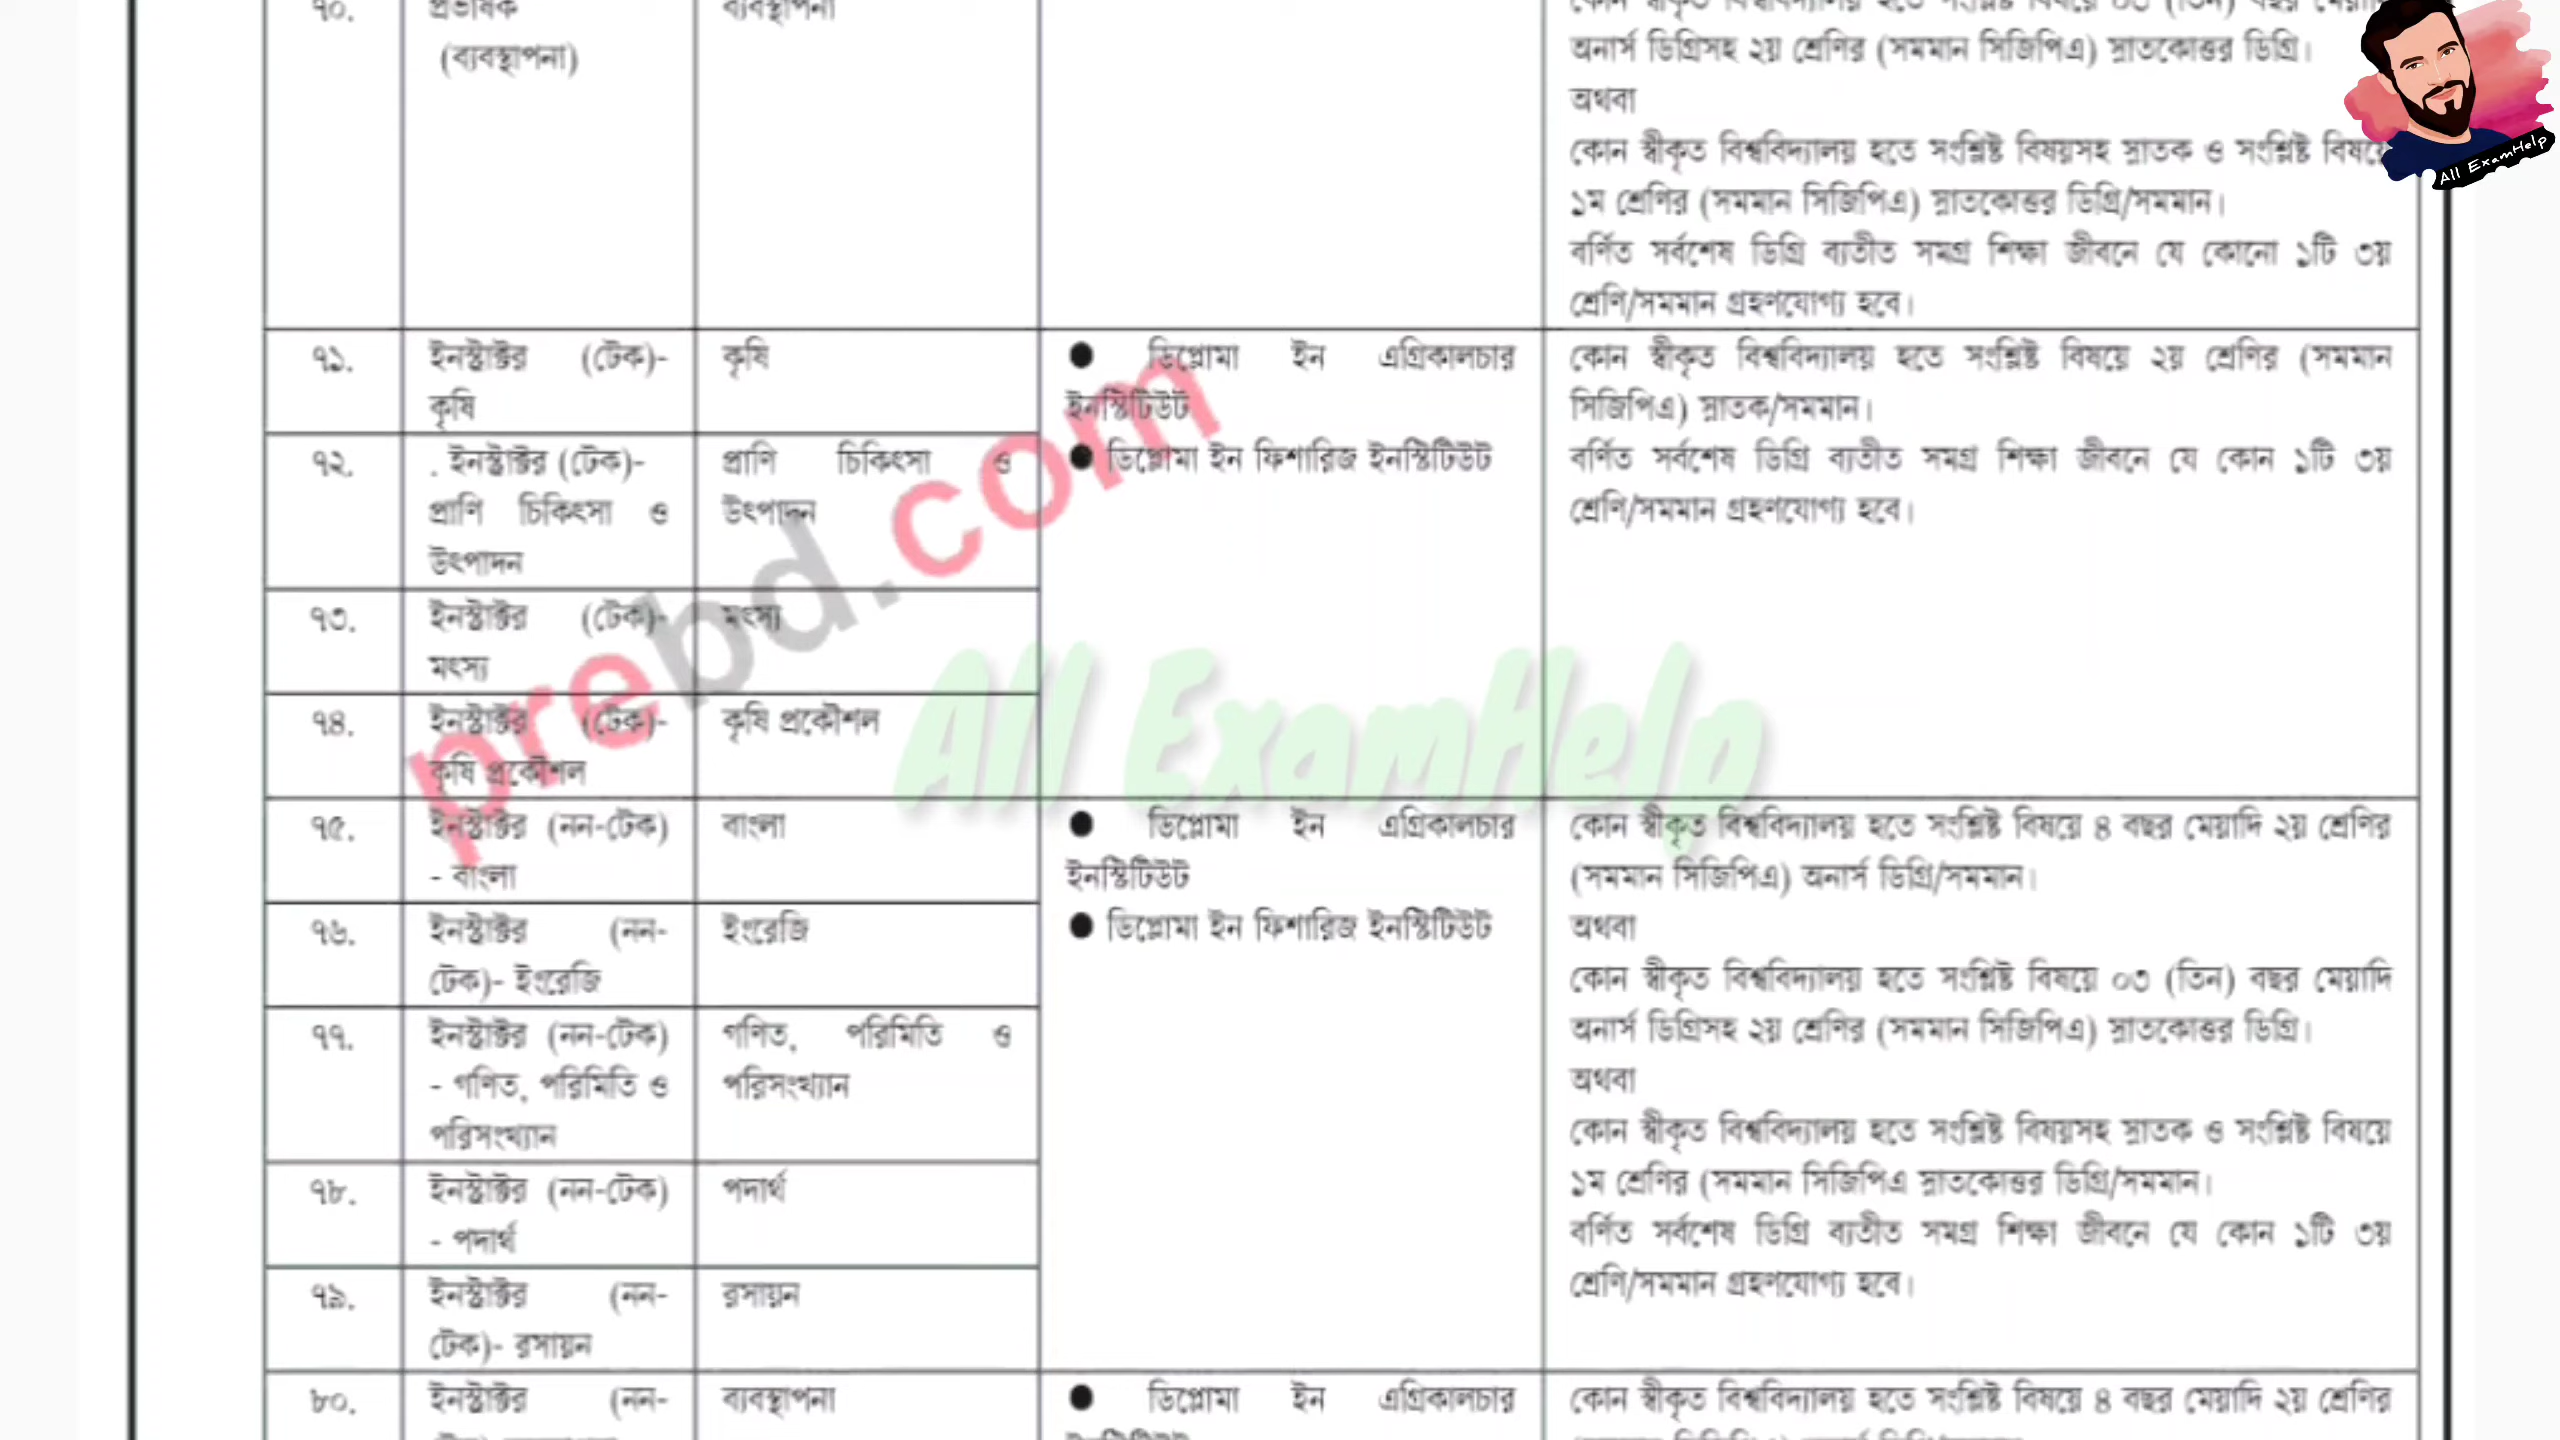 ৭০.
প্রভাষক
(ব্যবস্থাপনা)
ব্যবস্থাপনা
কোন স্বীকৃত বিশ্ববিদ্যালয় হতে সংশ্লিষ্ট বিষয়ে ০৩ (তিন) বছর মেয়াদি
অনার্স ডিগ্রিসহ ২য় শ্রেণির (সমমান সিজিপিএ) স্নাতকোত্তর ডিগ্রি।
অথবা
কোন স্বীকৃত বিশ্ববিদ্যালয় হতে সংশ্লিষ্ট বিষয়সহ স্নাতক ও সংশ্লিষ্ট বিষয়ে
১ম শ্রেণির (সমমান সিজিপিএ) স্নাতকোত্তর ডিগ্রি/সমমান।
বর্ণিত সর্বশেষ ডিগ্রি ব্যতীত সমগ্র শিক্ষা জীবনে যে কোনো ১টি ৩য়
শ্রেণি/সমমান গ্রহণযোগ্য হবে।
All ExamHelp
৭১.
ইনস্ট্রাক্টর (টেক)-
কৃষি
কৃষি
● ডিপ্লোমা ইন এগ্রিকালচার
ইনস্টিটিউট
● ডিপ্লোমা ইন ফিশারিজ ইনস্টিটিউট
কোন স্বীকৃত বিশ্ববিদ্যালয় হতে সংশ্লিষ্ট বিষয়ে ২য় শ্রেণির (সমমান
সিজিপিএ) স্নাতক/সমমান।
বর্ণিত সর্বশেষ ডিগ্রি ব্যতীত সমগ্র শিক্ষা জীবনে যে কোন ১টি ৩য়
শ্রেণি/সমমান গ্রহণযোগ্য হবে।
৭২.
. ইনস্ট্রাক্টর (টেক)-
প্রাণি চিকিৎসা ও
উৎপাদন
প্রাণি চিকিৎসা ও
উৎপাদন
৭৩.
ইনস্ট্রাক্টর (টেক)-
মৎস্য
মৎস্য
৭৪.
ইনস্ট্রাক্টর (টেক)-
কৃষি প্রকৌশল
কৃষি প্রকৌশল
prebd.com
All ExamHelp
৭৫.
ইনস্ট্রাক্টর (নন-টেক)
- বাংলা
বাংলা
● ডিপ্লোমা ইন এগ্রিকালচার
ইনস্টিটিউট
● ডিপ্লোমা ইন ফিশারিজ ইনস্টিটিউট
কোন স্বীকৃত বিশ্ববিদ্যালয় হতে সংশ্লিষ্ট বিষয়ে ৪ বছর মেয়াদি ২য় শ্রেণির
(সমমান সিজিপিএ) অনার্স ডিগ্রি/সমমান।
অথবা
কোন স্বীকৃত বিশ্ববিদ্যালয় হতে সংশ্লিষ্ট বিষয়ে ০৩ (তিন) বছর মেয়াদি
অনার্স ডিগ্রিসহ ২য় শ্রেণির (সমমান সিজিপিএ) স্নাতকোত্তর ডিগ্রি।
অথবা
কোন স্বীকৃত বিশ্ববিদ্যালয় হতে সংশ্লিষ্ট বিষয়সহ স্নাতক ও সংশ্লিষ্ট বিষয়ে
১ম শ্রেণির (সমমান সিজিপিএ স্নাতকোত্তর ডিগ্রি/সমমান।
বর্ণিত সর্বশেষ ডিগ্রি ব্যতীত সমগ্র শিক্ষা জীবনে যে কোন ১টি ৩য়
শ্রেণি/সমমান গ্রহণযোগ্য হবে।
৭৬.
ইনস্ট্রাক্টর (নন-
টেক)- ইংরেজি
ইংরেজি
৭৭.
ইনস্ট্রাক্টর (নন-টেক)
- গণিত, পরিমিতি ও
পরিসংখ্যান
গণিত, পরিমিতি ও
পরিসংখ্যান
৭৮.
ইনস্ট্রাক্টর (নন-টেক)
- পদার্থ
পদার্থ
৭৯.
ইনস্ট্রাক্টর (নন-
টেক)- রসায়ন
রসায়ন
৮০.
ইনস্ট্রাক্টর (নন-
ব্যবস্থাপনা
● ডিপ্লোমা ইন এগ্রিকালচার
কোন স্বীকৃত বিশ্ববিদ্যালয় হতে সংশ্লিষ্ট বিষয়ে ৪ বছর মেয়াদি ২য় শ্রেণির